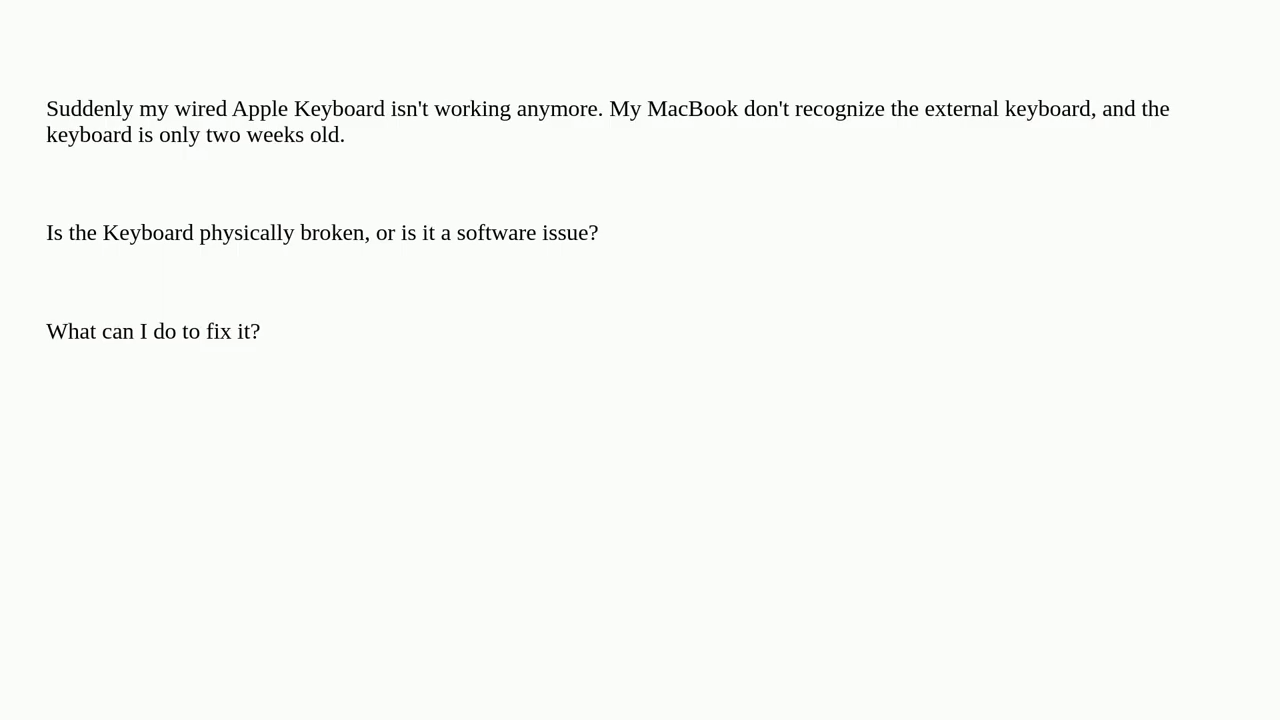 Suddenly my wired Apple Keyboard isn't working anymore. My MacBook don't recognize the external keyboard, and the
keyboard is only two weeks old.
Is the Keyboard physically broken, or is it a software issue?
What can I do to fix it?